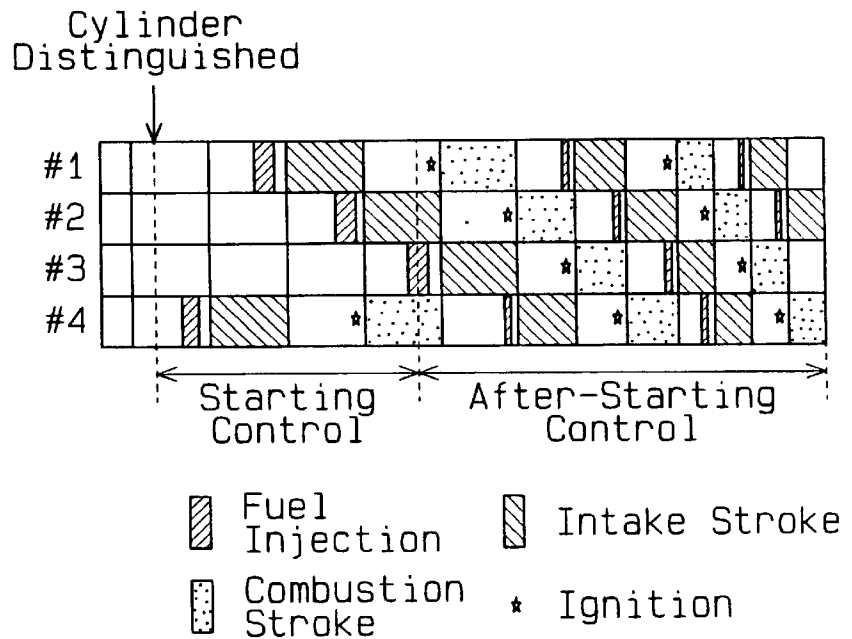 Cylinder
Distinguished
#1
#2
#3
#4
Starting
Control
After-Starting
Control
Fuel
Injection
Intake Stroke
Combustion
Stroke
Ignition